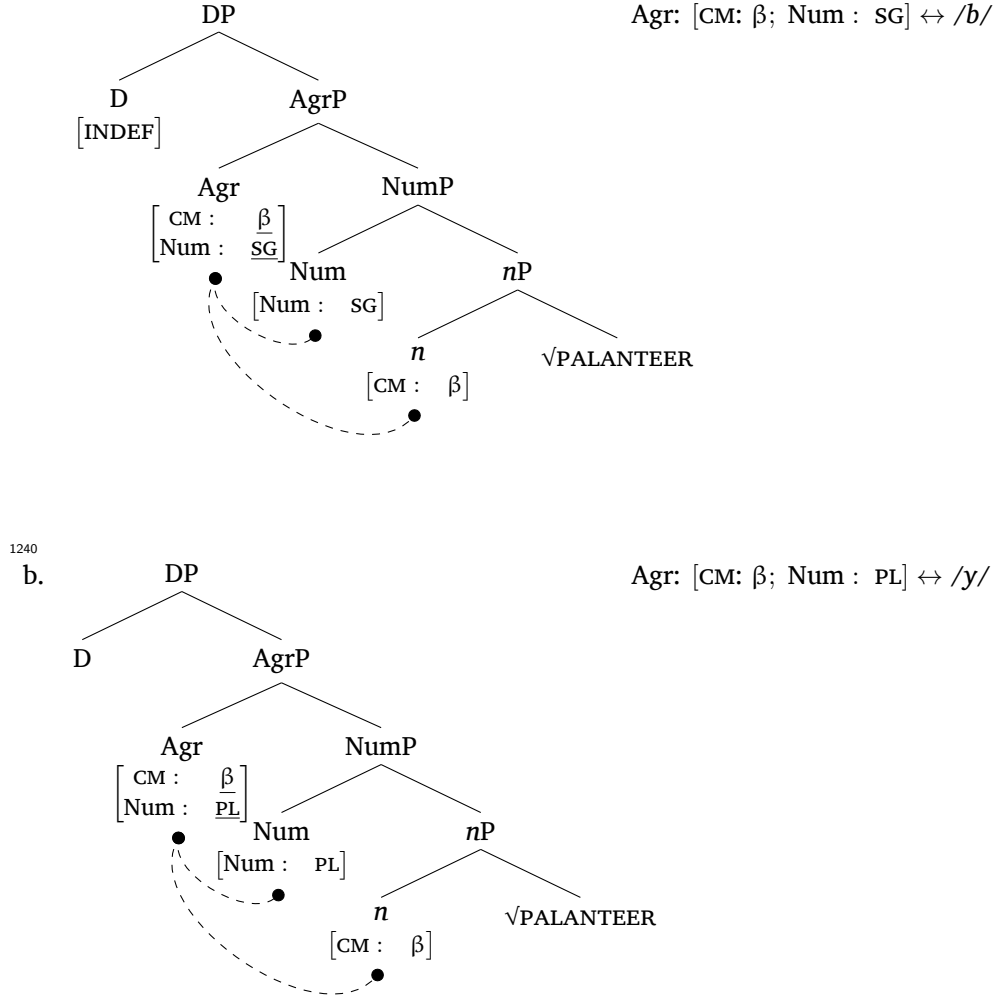 DP Agr: [CM: β; Num : SG] ↔ /b/
D AgrP
[INDEF]
Agr NumP
[CM : β
Num : SG] Num nP
[Num : SG]
n √PALANTEER
[CM : β]
1240
b. DP Agr: [CM: β; Num : PL] ↔ /y/
D AgrP
Agr NumP
[CM : β
Num : PL] Num nP
[Num : PL]
n √PALANTEER
[CM : β]